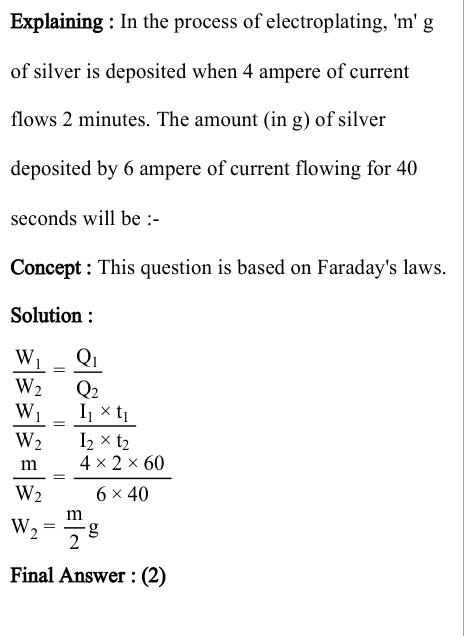 Explaining : In the process of electroplating, 'm' g
of silver is deposited when 4 ampere of current
flows 2 minutes. The amount (in g) of silver
deposited by 6 ampere of current flowing for 40
seconds will be :-
Concept : This question is based on Faraday's laws.
Solution :
W₁/W₂ = Q₁/Q₂
W₁/W₂ = I₁ × t₁/I₂ × t₂
m/W₂ = 4 × 2 × 60/6 × 40
W₂ = m/2 g
Final Answer : (2)